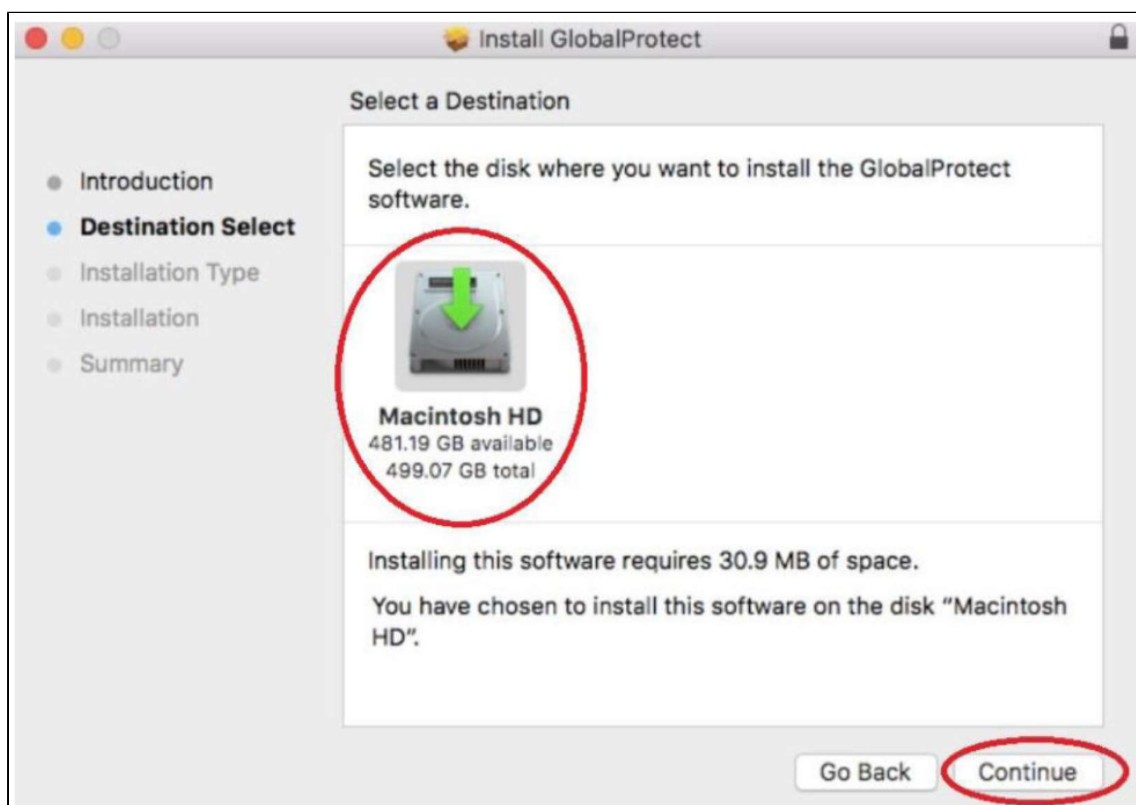 Install GlobalProtect
Select a Destination
Introduction
Destination Select
Installation Type
Installation
Summary
Select the disk where you want to install the GlobalProtect
software.
Macintosh HD
481.19 GB available
499.07 GB total
Installing this software requires 30.9 MB of space.
You have chosen to install this software on the disk “Macintosh
HD”.
Go Back
Continue